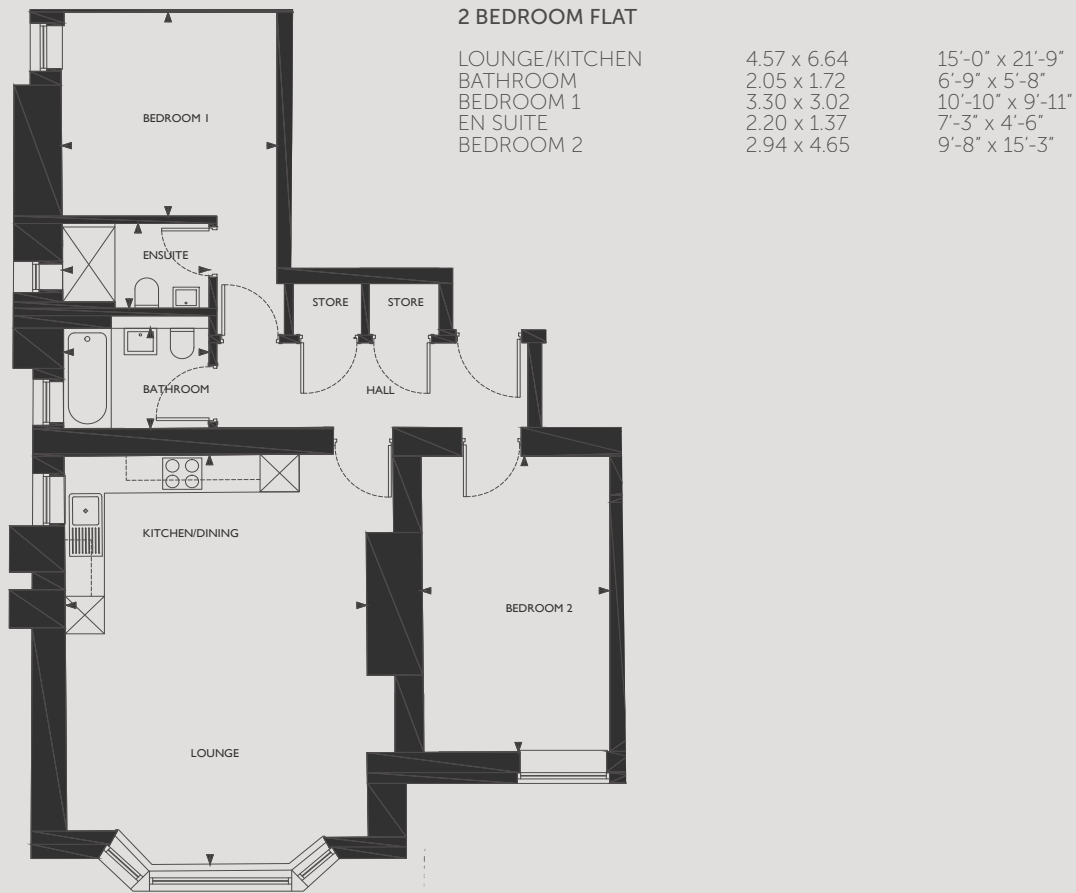 2 BEDROOM FLAT
LOUNGE/KITCHEN 4.57 x 6.64 15’-0” x 21’-9”
BATHROOM 2.05 x 1.72 6’-9” x 5’-8”
BEDROOM 1 3.30 x 3.02 10’-10” x 9’-11”
EN SUITE 2.20 x 1.37 7’-3” x 4’-6”
BEDROOM 2 2.94 x 4.65 9’-8” x 15’-3”
BEDROOM 1
ENSUITE
STORE STORE
BATHROOM
HALL
KITCHEN/DINING
BEDROOM 2
LOUNGE